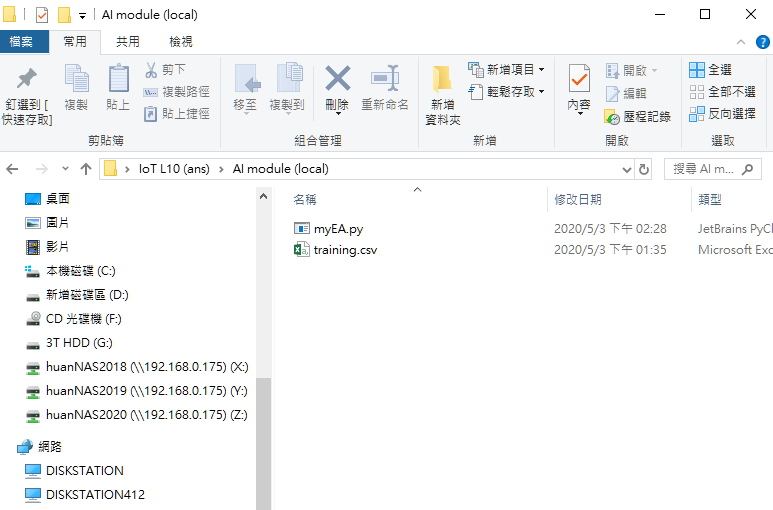 AI module (local)
檔案 常用 共用 檢視
釘選到 [
快速存取]
複製
貼上
剪下
複製路徑
貼上捷徑
剪貼簿
移至
複製到
刪除
重新命名
組合管理
新增
資料夾
新增項目
輕鬆存取
新增
內容
開啟
編輯
歷程記錄
開啟
全選
全部不選
反向選擇
選取
IoT L10 (ans) › AI module (local)
搜尋 AI m...
桌面
圖片
影片
本機磁碟 (C:)
新增磁碟區 (D:)
CD 光碟機 (F:)
3T HDD (G:)
huanNAS2018 (\\192.168.0.175) (X:)
huanNAS2019 (\\192.168.0.175) (Y:)
huanNAS2020 (\\192.168.0.175) (Z:)
網路
DISKSTATION
DISKSTATION412
名稱 修改日期 類型
myEA.py 2020/5/3 下午 02:28 JetBrains PyCl
training.csv 2020/5/3 下午 01:35 Microsoft Exc